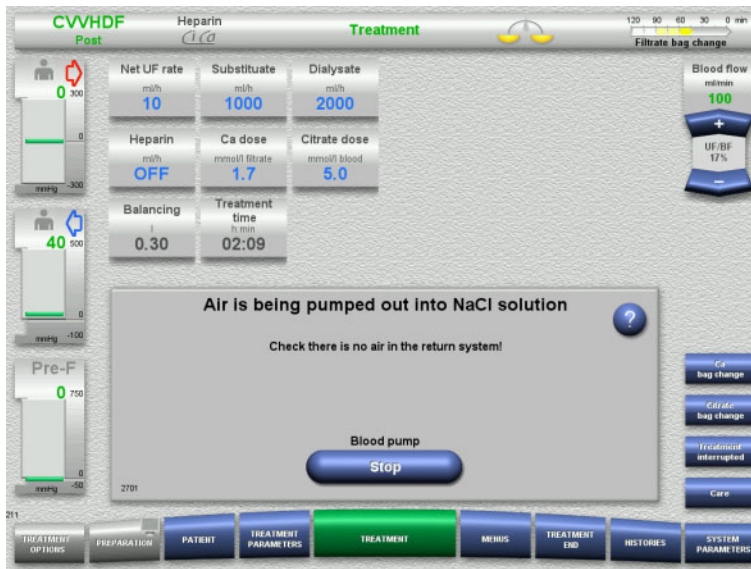 CVVHDF
Post
Heparin
CiCa
Treatment
120 90 60 30 0 min
Filtrate bag change
0
300
0
-300
mmHg
40
500
0
-100
mmHg
Pre-F
0
750
0
-50
mmHg
Net UF rate
ml/h
10
Substituate
ml/h
1000
Dialysate
ml/h
2000
Heparin
ml/h
OFF
Ca dose
mmol/l filtrate
1.7
Citrate dose
mmol/l blood
5.0
Balancing
l
0.30
Treatment
time
h:min
02:09
Blood flow
ml/min
100
+
UF/BF
17%
−
Air is being pumped out into NaCl solution
?
Check there is no air in the return system!
Blood pump
Stop
2701
Ca
bag change
Citrate
bag change
Treatment
interrupted
Care
211
TREATMENT
OPTIONS
PREPARATION
PATIENT
TREATMENT
PARAMETERS
TREATMENT
MENUS
TREATMENT
END
HISTORIES
SYSTEM
PARAMETERS